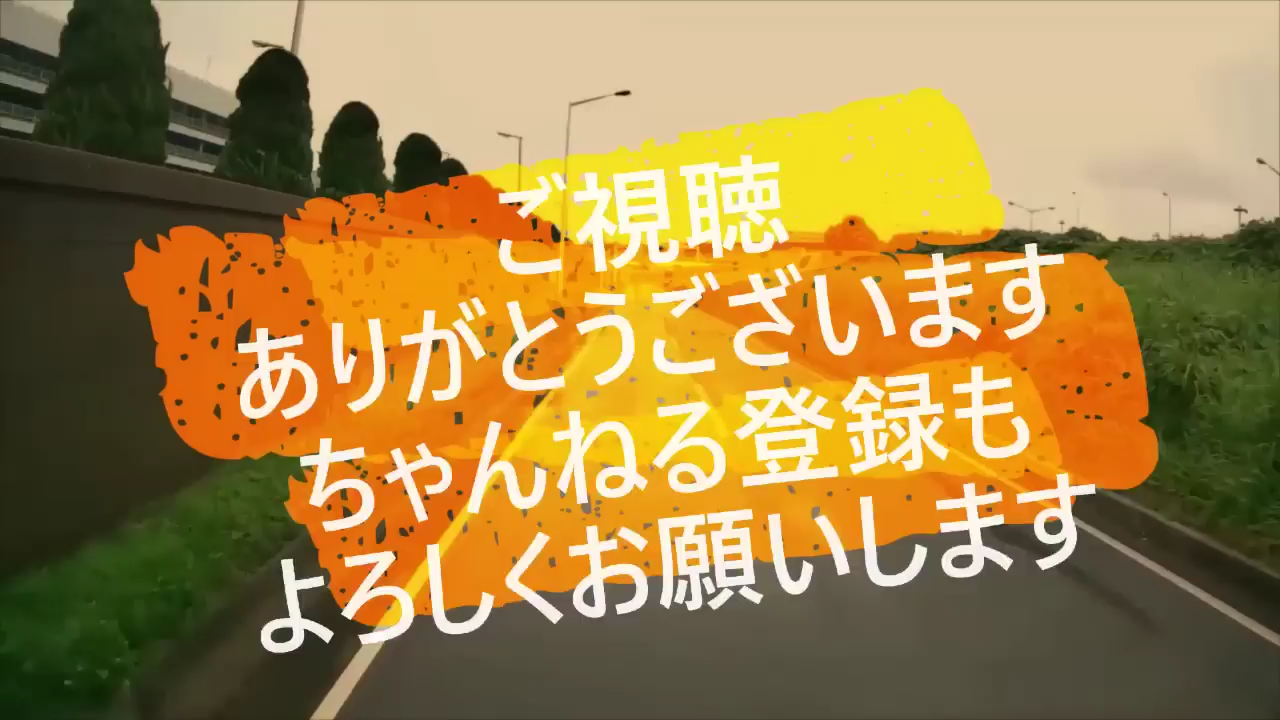 ご視聴
ありがとうございます
ちゃんねる登録も
よろしくお願いします